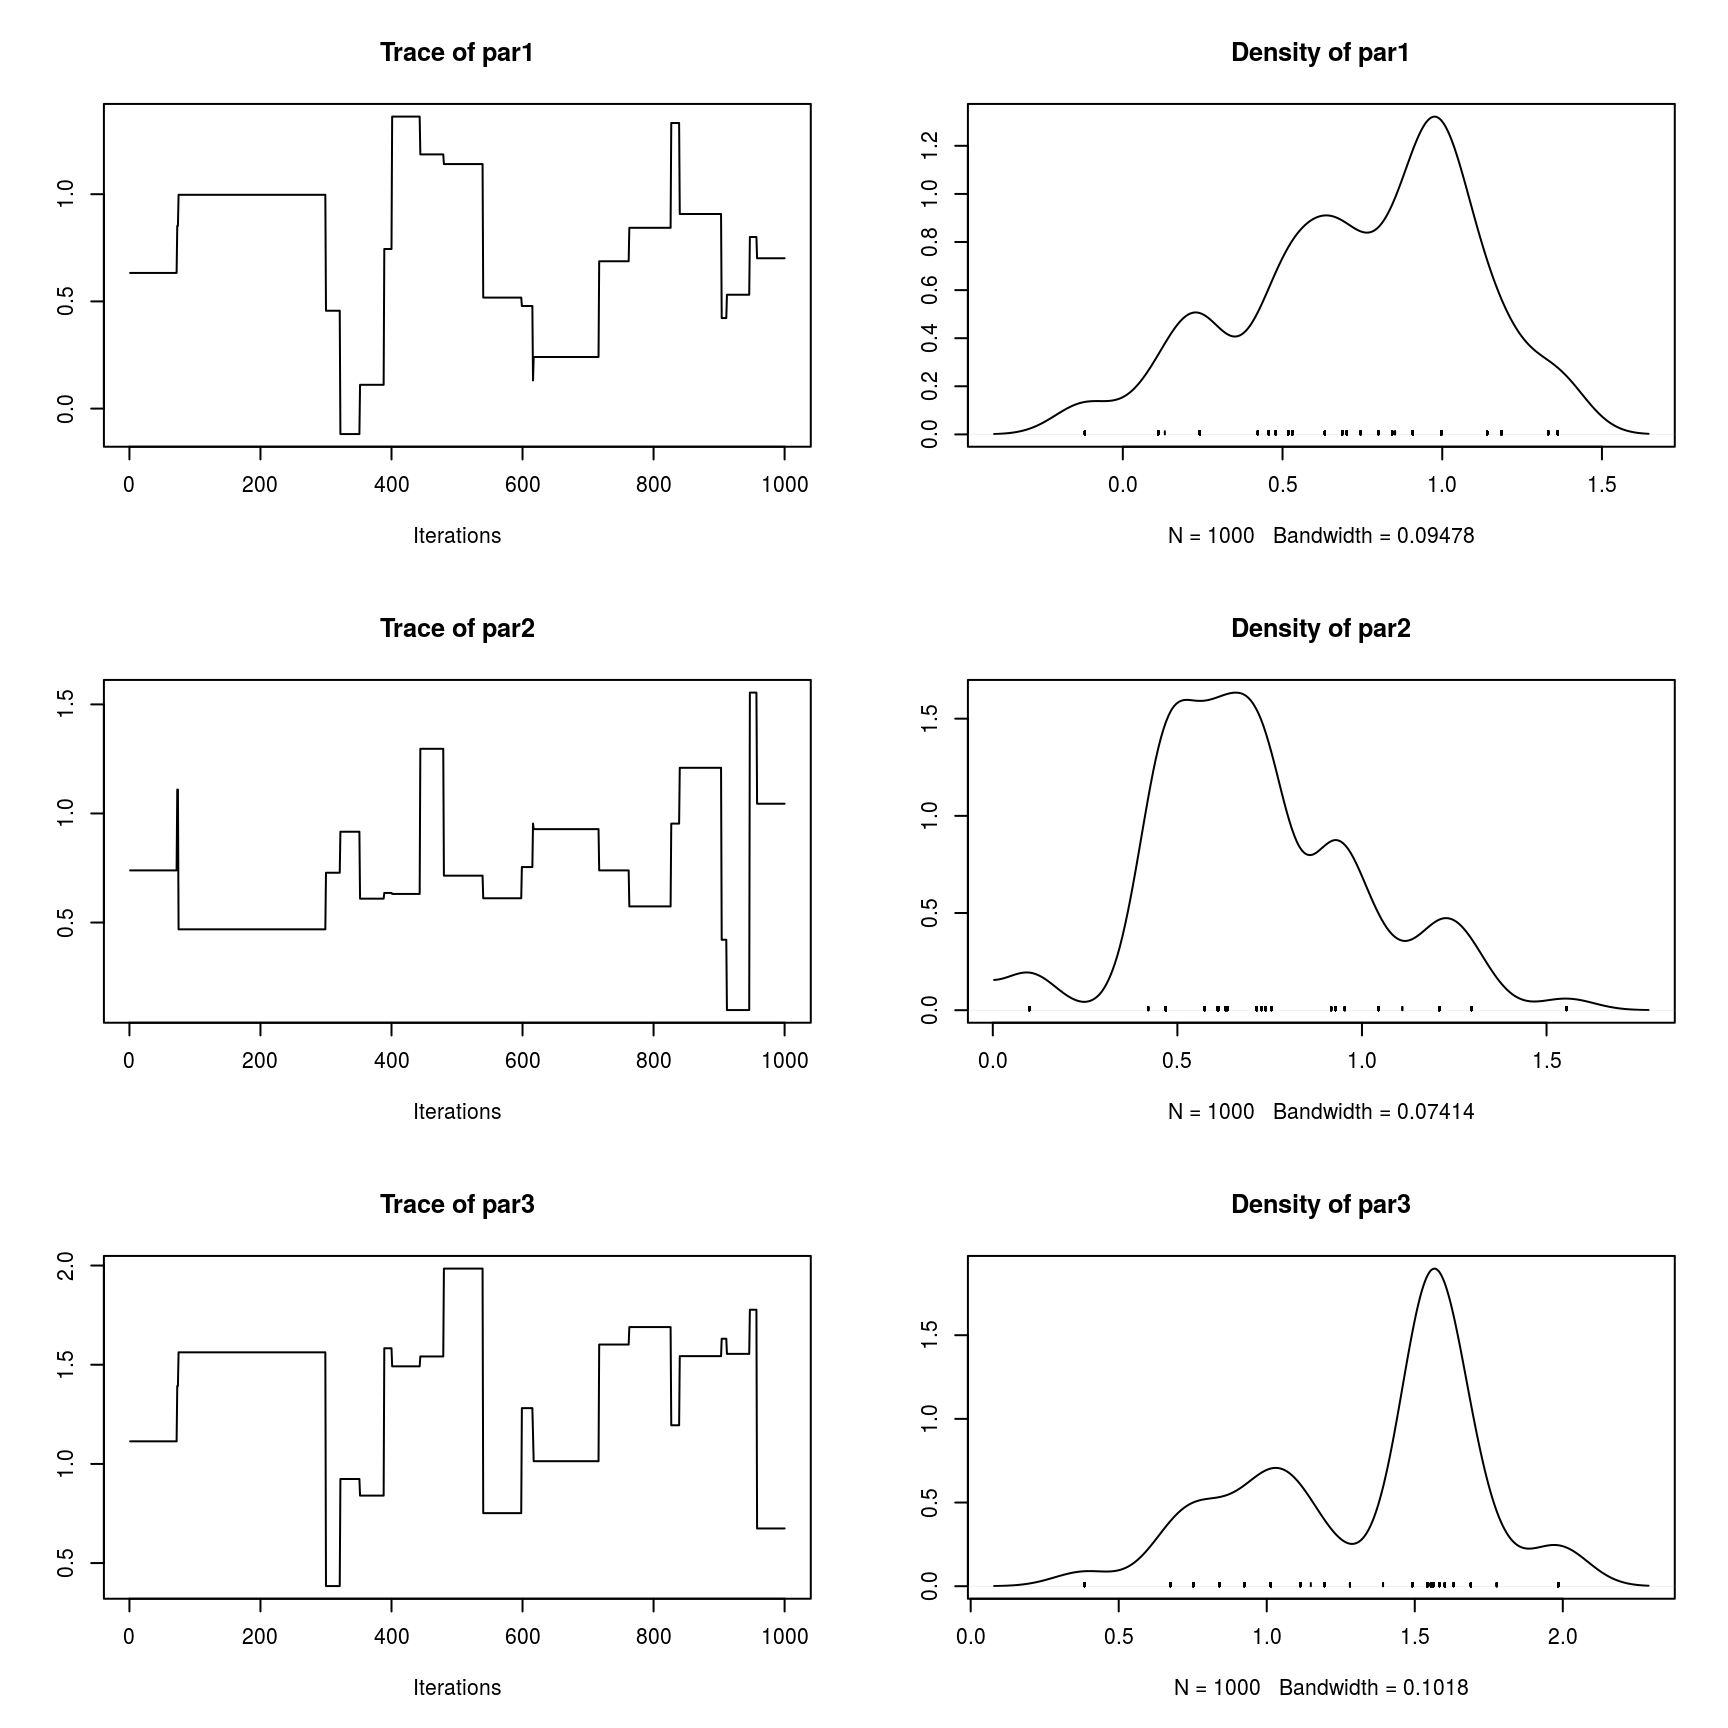 Trace of par1
1.0
0.5
0.0
0 200 400 600 800 1000
Iterations
Density of par1
1.2
1.0
0.8
0.6
0.4
0.2
0.0
0.0 0.5 1.0 1.5
N = 1000 Bandwidth = 0.09478
Trace of par2
1.5
1.0
0.5
0 200 400 600 800 1000
Iterations
Density of par2
1.5
1.0
0.5
0.0
0.0 0.5 1.0 1.5
N = 1000 Bandwidth = 0.07414
Trace of par3
2.0
1.5
1.0
0.5
0 200 400 600 800 1000
Iterations
Density of par3
1.5
1.0
0.5
0.0
0.0 0.5 1.0 1.5 2.0
N = 1000 Bandwidth = 0.1018